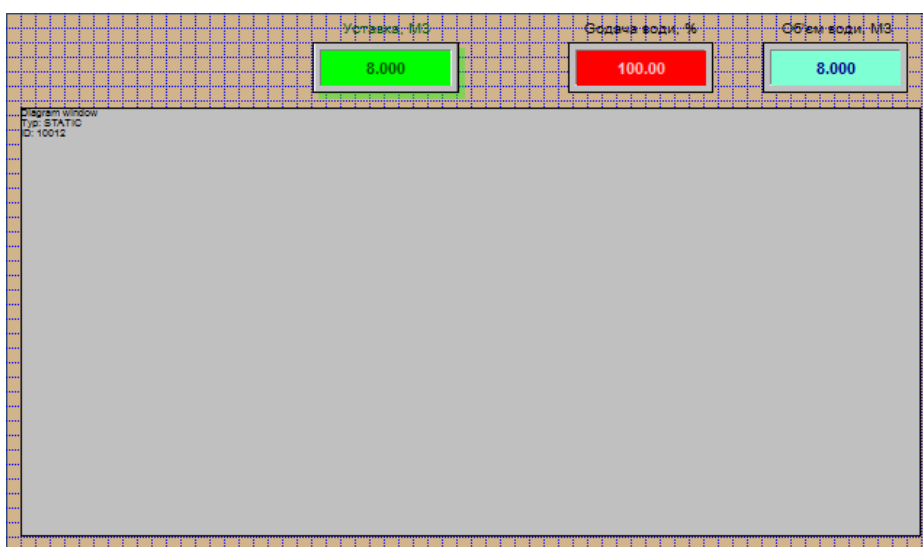 Уставка, М3
Gодача води, %
Об'єм води, М3
8.000
100.00
8.000
Diagram window
Typ: STATIC
ID: 10012